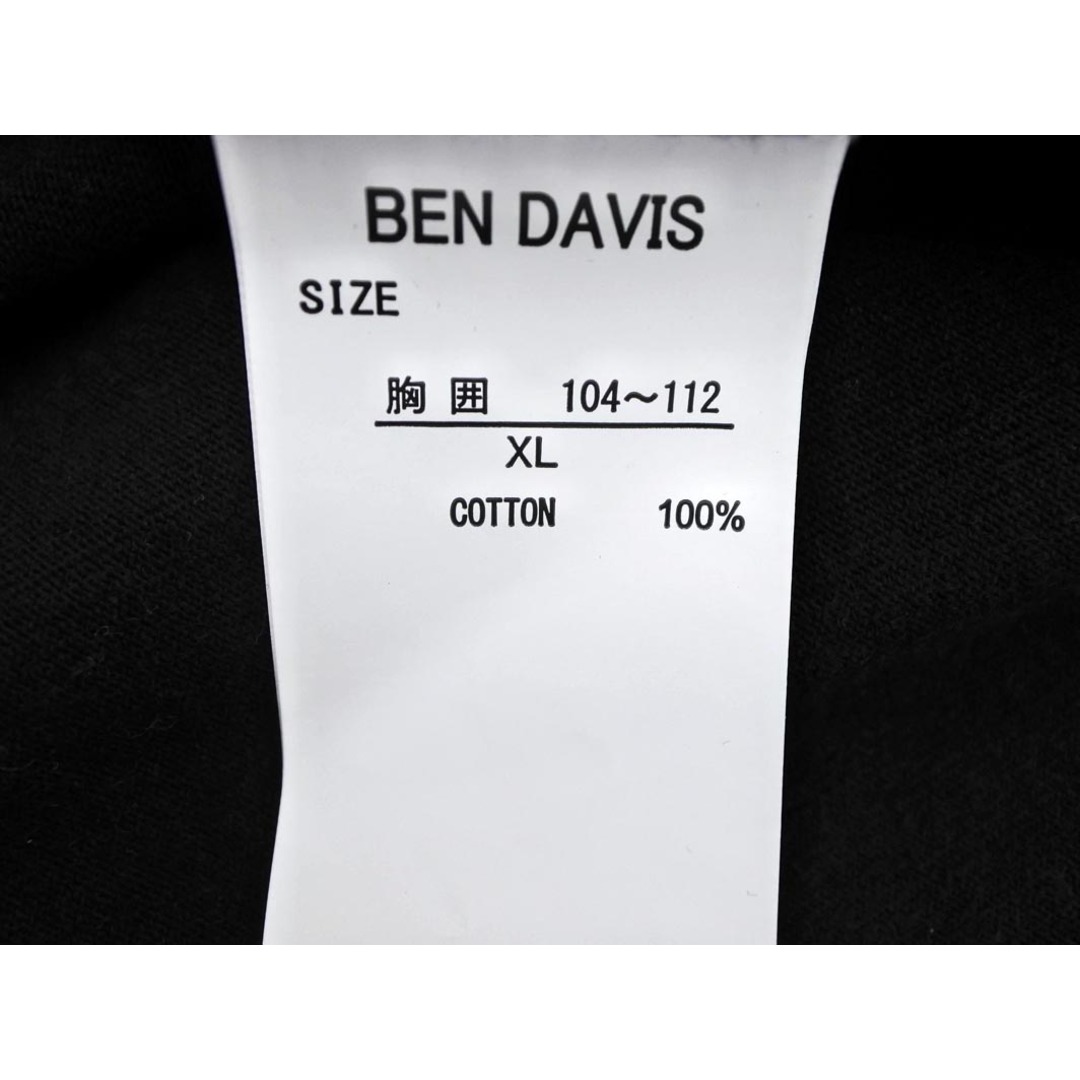 BEN DAVIS
SIZE
胸囲 104～112
XL
COTTON 100%